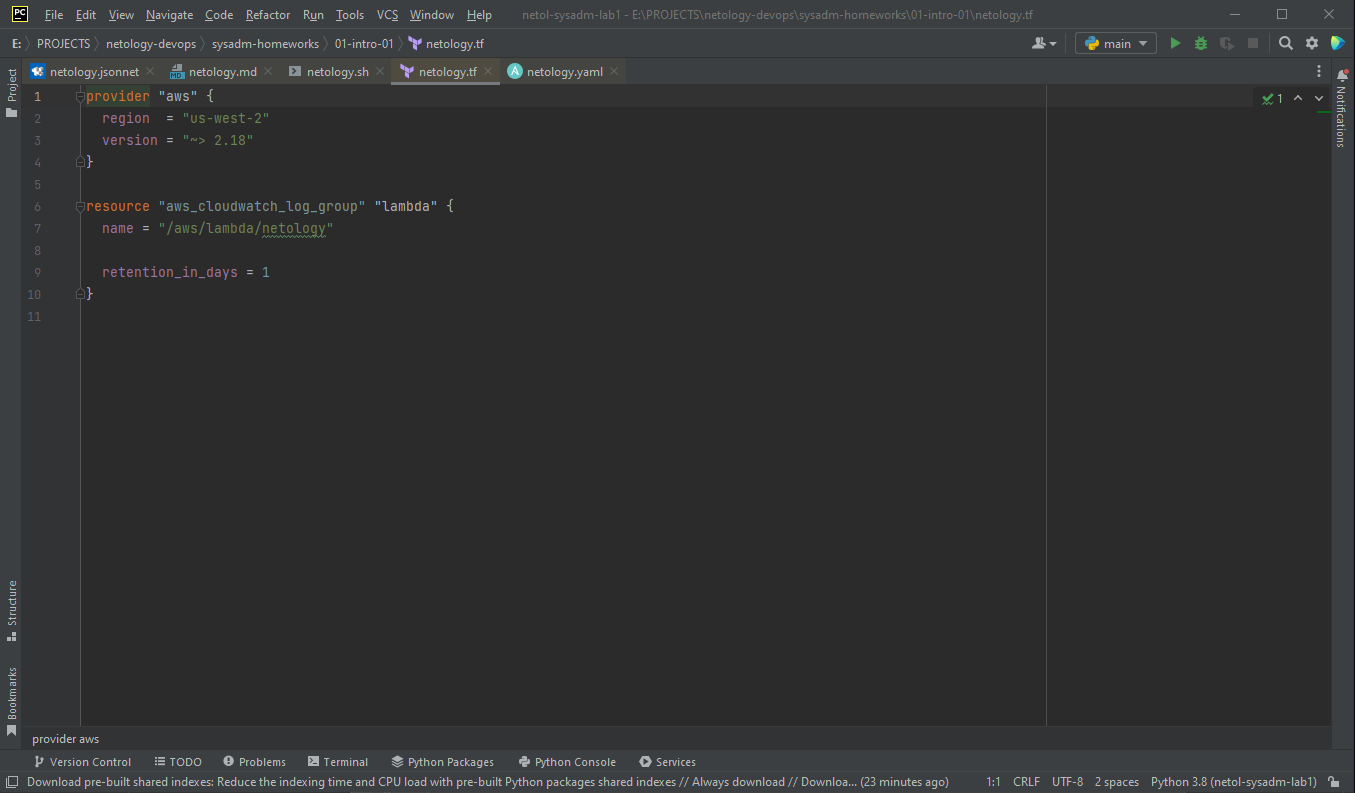 PC File Edit View Navigate Code Refactor Run Tools VCS Window Help netol-sysadm-lab1 - E:\PROJECTS\netology-devops\sysadm-homeworks\01-intro-01\netology.tf
E: PROJECTS netology-devops sysadm-homeworks 01-intro-01 netology.tf main
netology.jsonnet MD netology.md netology.sh netology.tf A netology.yaml
Project
Notifications
1 provider "aws" { 1
2 region  = "us-west-2"
3 version = "~> 2.18"
4 }
5
6 resource "aws_cloudwatch_log_group" "lambda" {
7 name = "/aws/lambda/netology"
8
9 retention_in_days = 1
10 }
11
Structure
Bookmarks
provider aws
Version Control TODO Problems Terminal Python Packages Python Console Services
Download pre-built shared indexes: Reduce the indexing time and CPU load with pre-built Python packages shared indexes // Always download // Downloa... (23 minutes ago) 1:1 CRLF UTF-8 2 spaces Python 3.8 (netol-sysadm-lab1)